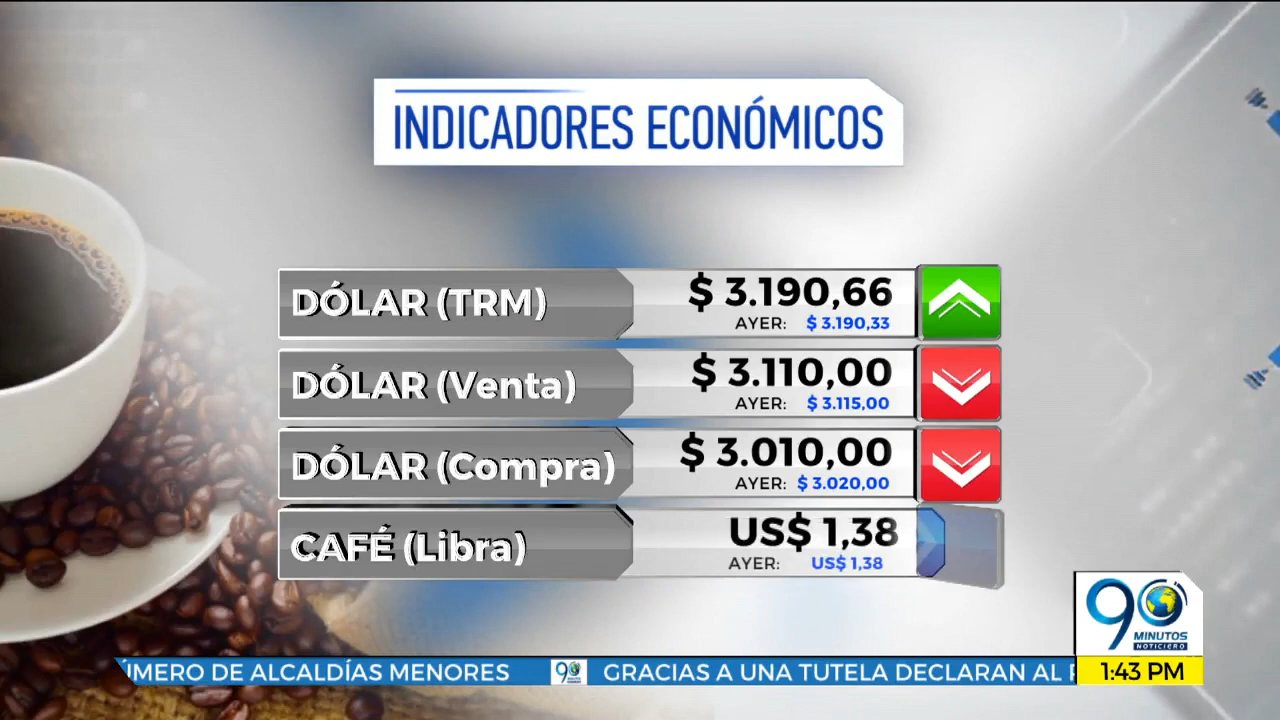 INDICADORES ECONÓMICOS
DÓLAR (TRM)
$ 3.190,66
AYER: $ 3.190,33
DÓLAR (Venta)
$ 3.110,00
AYER: $ 3.115,00
DÓLAR (Compra)
$ 3.010,00
AYER: $ 3.020,00
CAFÉ (Libra)
US$ 1,38
AYER: US$ 1,38
90
MINUTOS
NOTICIERO
DE ALCALDÍAS MENORES 90 GRACIAS A UNA TUTELA DECLARAN AL
1:43 PM